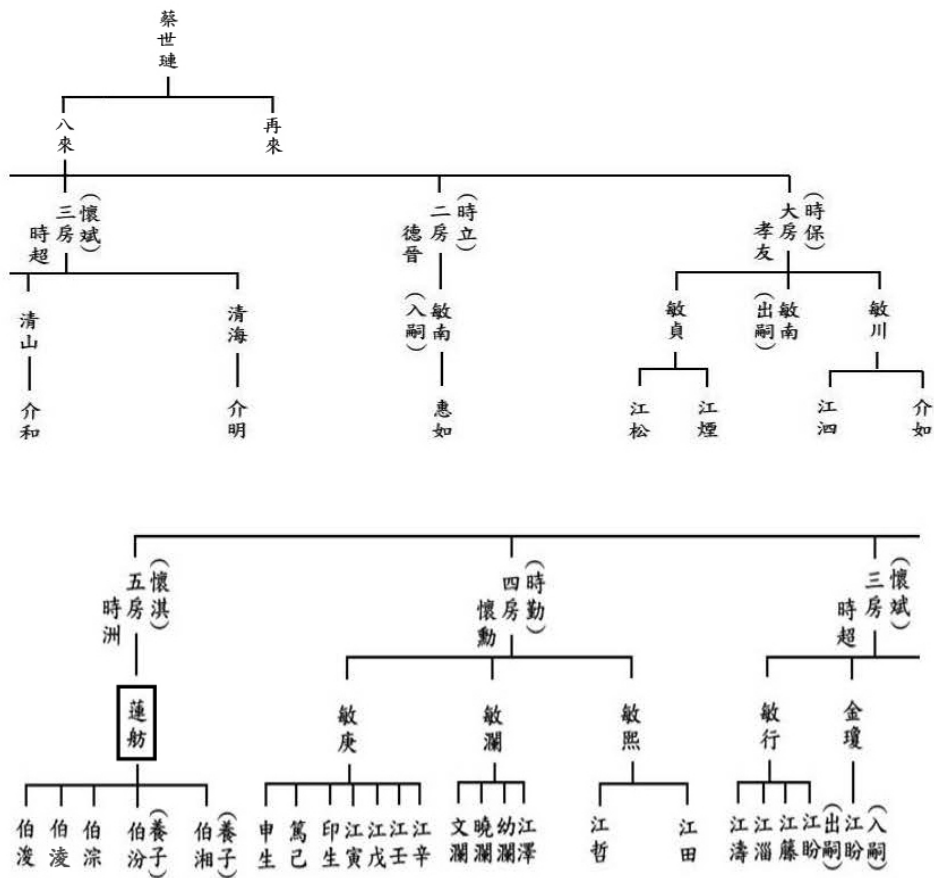 蔡世璉
再來
八來
（時保）
大房
孝友
（時立）
二房
德晉
（懷斌）
三房
時超
敏川
敏南
（出嗣）
敏貞
敏南
（入嗣）
清海
清山
介如
江泗
江煙
江松
惠如
介明
介和
（懷斌）
三房
時超
（時勤）
四房
懷勳
（懷淇）
五房
時洲
金瓊
敏行
敏熙
敏瀾
敏庚
蓮舫
（入嗣）
江盼
江盼（出嗣）
江藤
江淄
江濤
江田
江哲
江澤
幼瀾
曉瀾
文瀾
江辛
江壬
江戊
江寅
印生
篤己
申生
（養子）
伯湘
（養子）
伯汾
伯淙
伯淩
伯浚